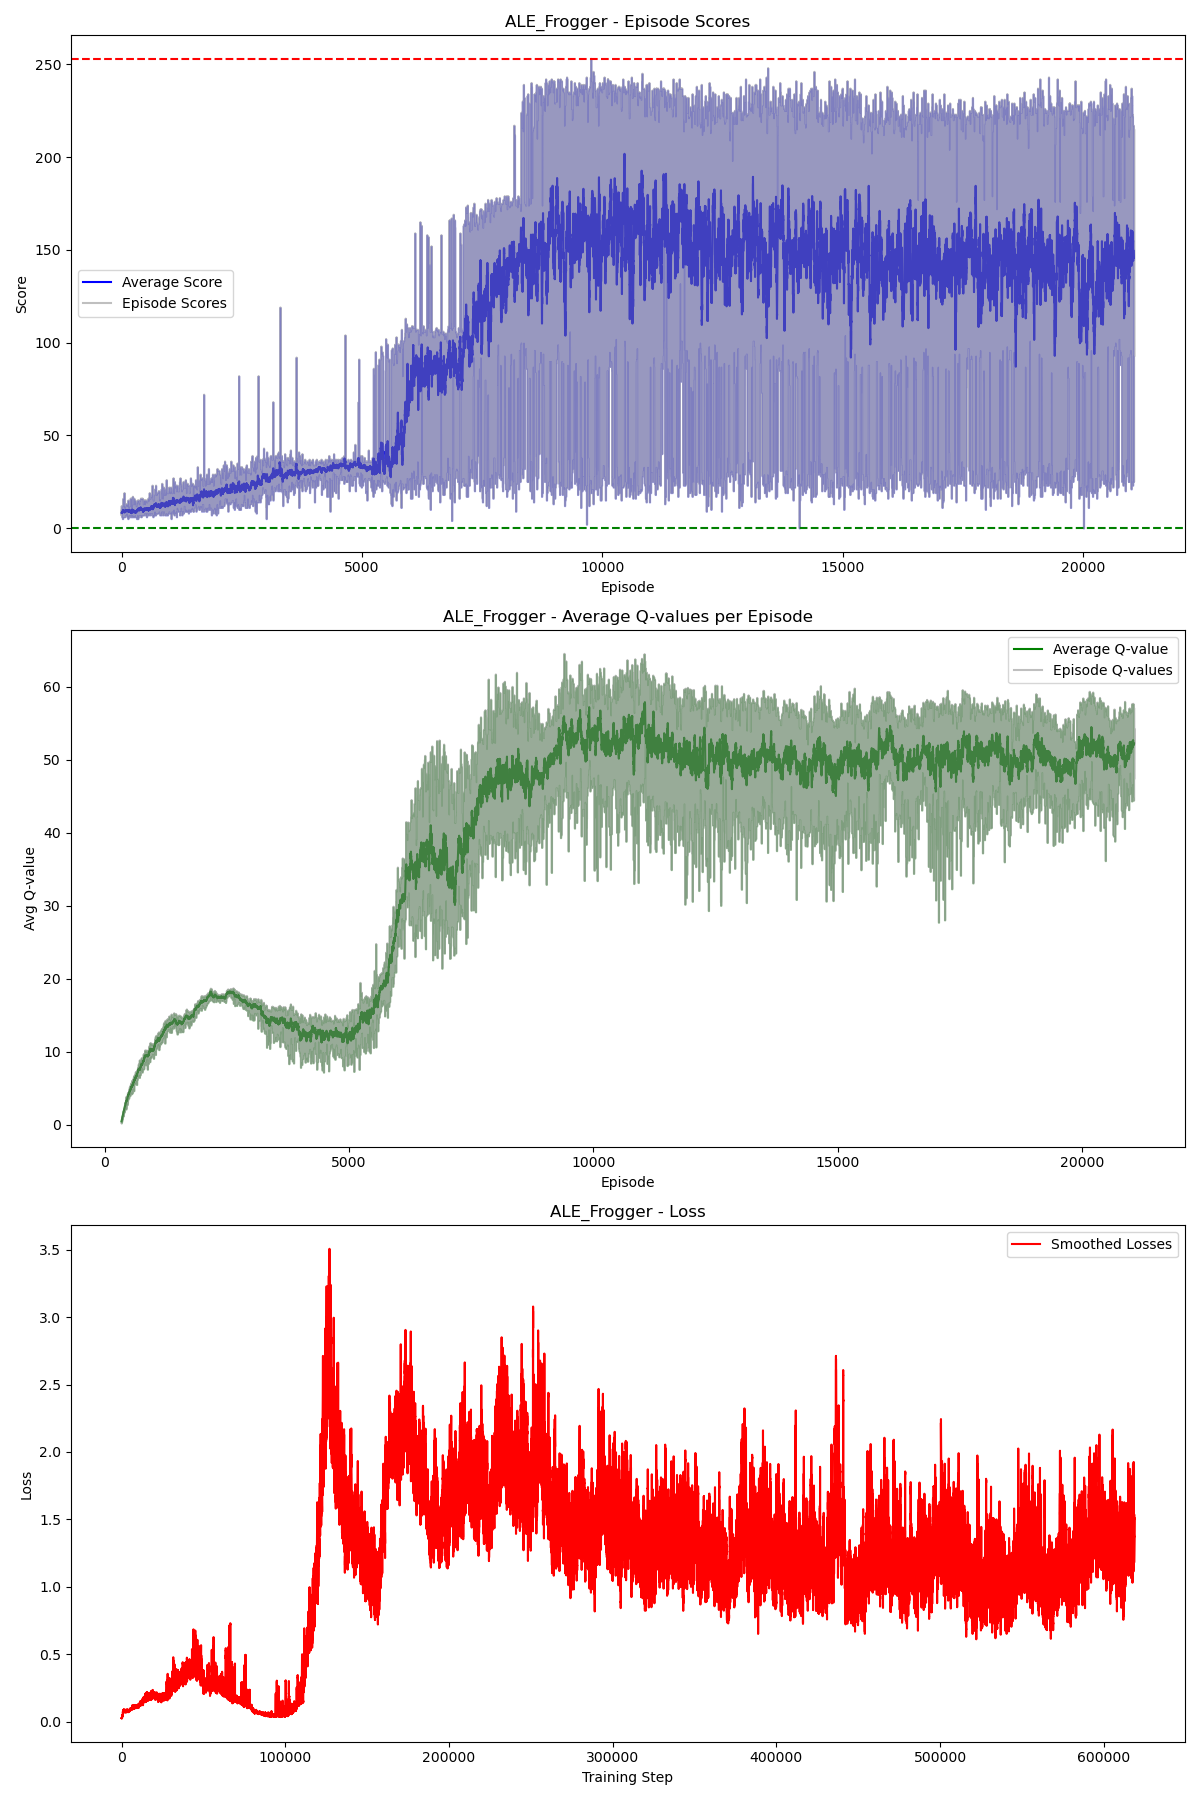 ALE_Frogger - Episode Scores
250
200
150
100
50
0
Score
Average Score
Episode Scores
0 5000 10000 15000 20000
Episode
ALE_Frogger - Average Q-values per Episode
60
50
40
30
20
10
0
Avg Q-value
Average Q-value
Episode Q-values
0 5000 10000 15000 20000
Episode
ALE_Frogger - Loss
3.5
3.0
2.5
2.0
1.5
1.0
0.5
0.0
Loss
Smoothed Losses
0 100000 200000 300000 400000 500000 600000
Training Step